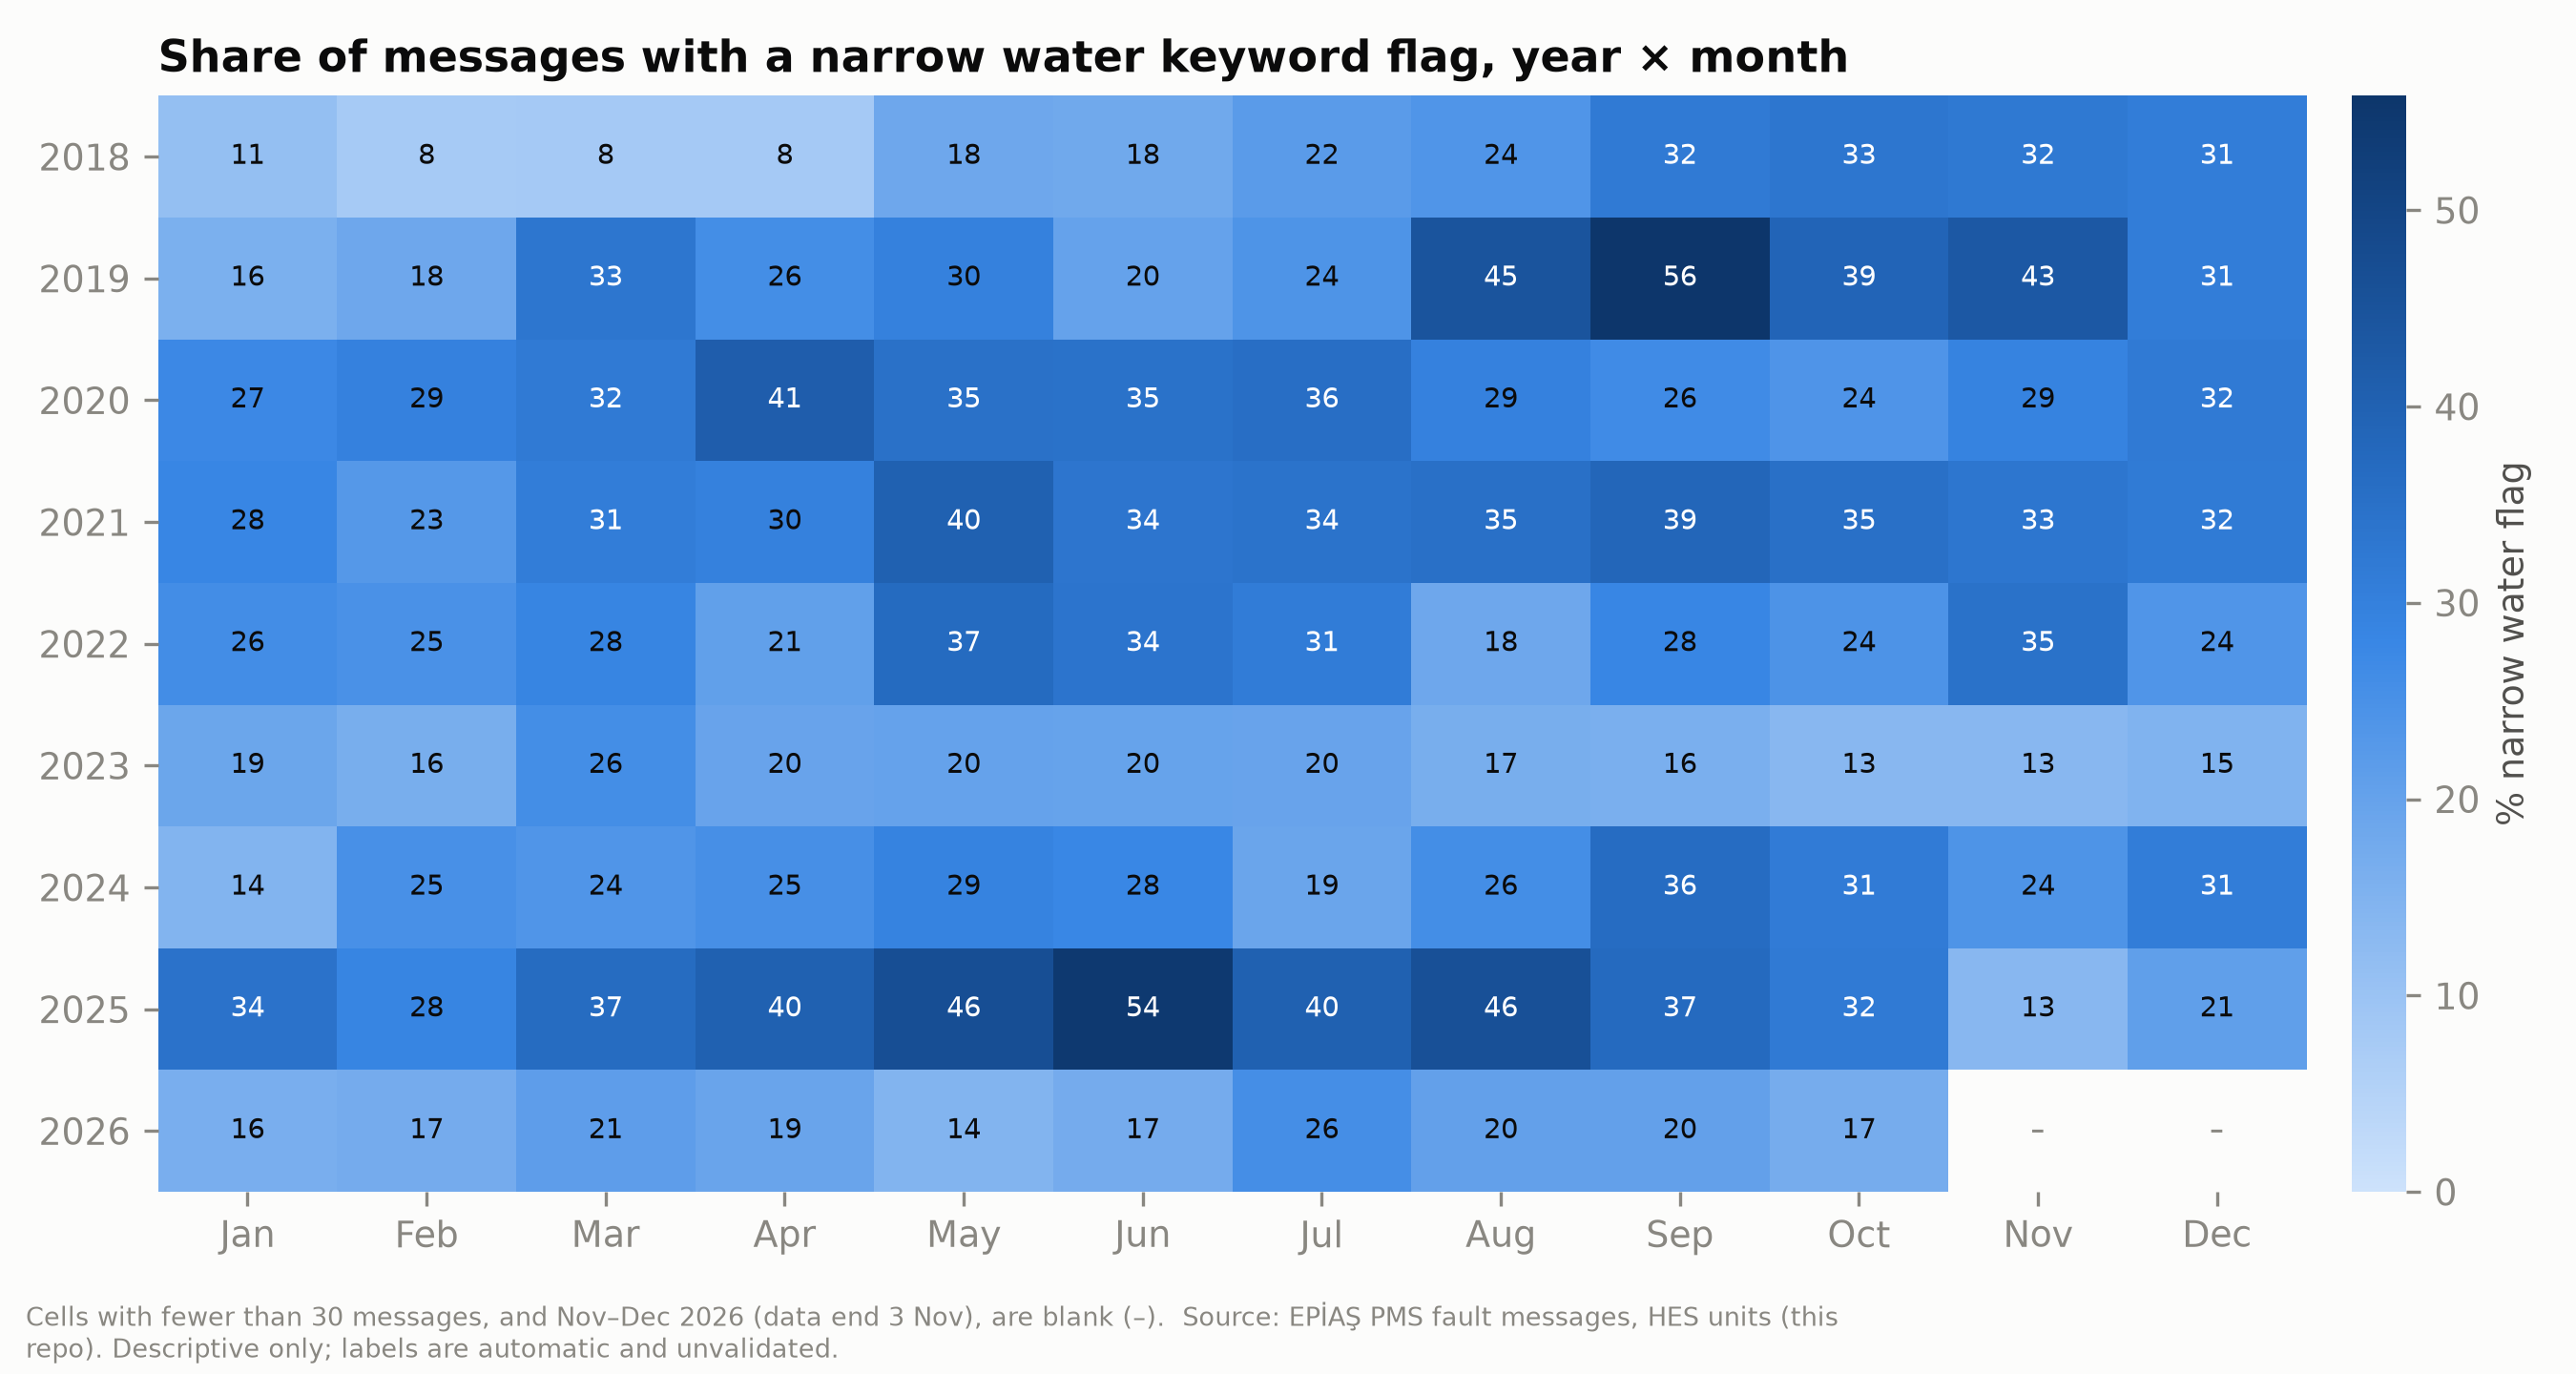 Share of messages with a narrow water keyword flag, year × month
2018 11 8 8 8 18 18 22 24 32 33 32 31
2019 16 18 33 26 30 20 24 45 56 39 43 31
2020 27 29 32 41 35 35 36 29 26 24 29 32
2021 28 23 31 30 40 34 34 35 39 35 33 32
2022 26 25 28 21 37 34 31 18 28 24 35 24
2023 19 16 26 20 20 20 20 17 16 13 13 15
2024 14 25 24 25 29 28 19 26 36 31 24 31
2025 34 28 37 40 46 54 40 46 37 32 13 21
2026 16 17 21 19 14 17 26 20 20 17 – –
Jan Feb Mar Apr May Jun Jul Aug Sep Oct Nov Dec
50
40
30
20
10
0
% narrow water flag
Cells with fewer than 30 messages, and Nov–Dec 2026 (data end 3 Nov), are blank (–).  Source: EPİAŞ PMS fault messages, HES units (this
repo). Descriptive only; labels are automatic and unvalidated.